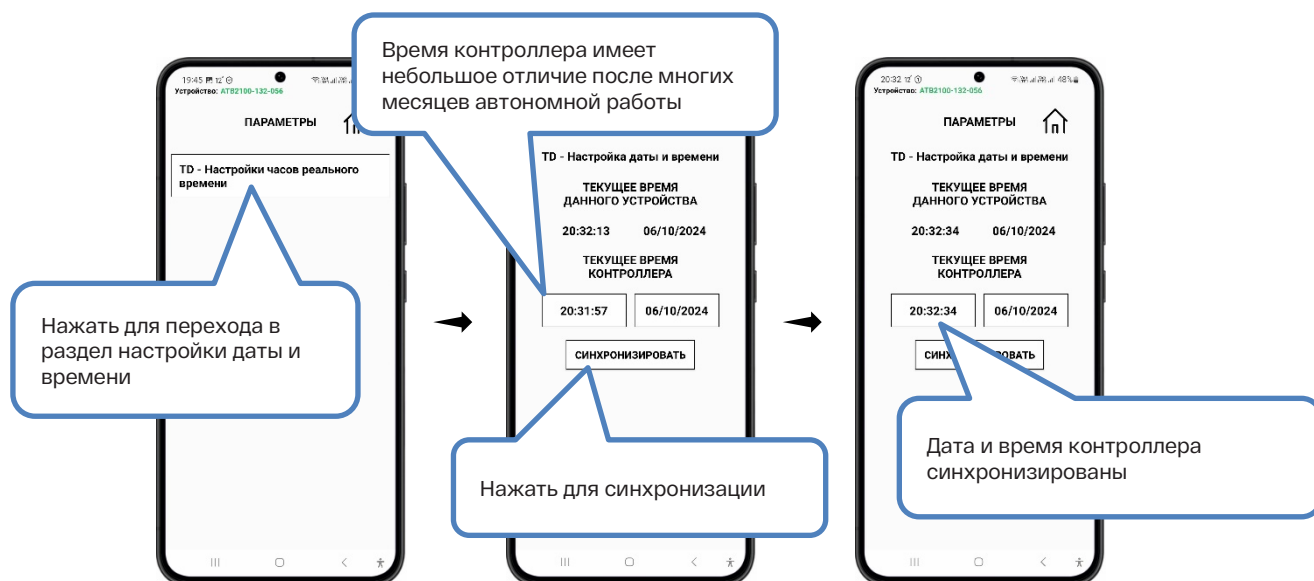 Время контроллера имеет
небольшое отличие после многих
месяцев автономной работы
19:45
Устройство: ATB2100-132-056
ПАРАМЕТРЫ
TD - Настройки часов реального
времени
Нажать для перехода в
раздел настройки даты и
времени
TD - Настройка даты и времени
ТЕКУЩЕЕ ВРЕМЯ
ДАННОГО УСТРОЙСТВА
20:32:13 06/10/2024
ТЕКУЩЕЕ ВРЕМЯ
КОНТРОЛЛЕРА
20:31:57 06/10/2024
СИНХРОНИЗИРОВАТЬ
Нажать для синхронизации
20:32 48%
Устройство: ATB2100-132-056
ПАРАМЕТРЫ
TD - Настройка даты и времени
ТЕКУЩЕЕ ВРЕМЯ
ДАННОГО УСТРОЙСТВА
20:32:34 06/10/2024
ТЕКУЩЕЕ ВРЕМЯ
КОНТРОЛЛЕРА
20:32:34 06/10/2024
СИНХ ОВАТЬ
Дата и время контроллера
синхронизированы